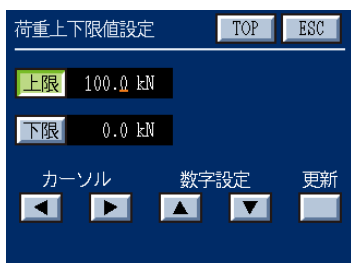 荷重上下限値設定 TOP ESC
上限 100.0 kN
下限 0.0 kN
カーソル 数字設定 更新
◀ ▶ ▲ ▼